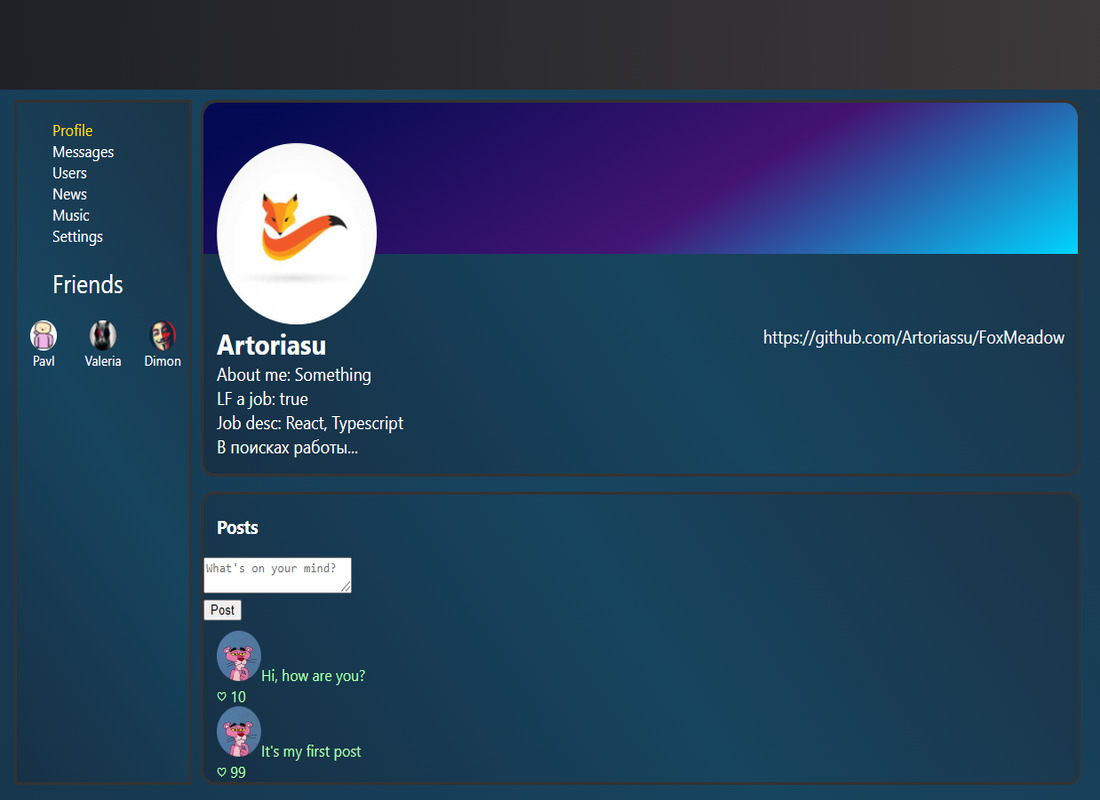 Profile
Messages
Users
News
Music
Settings
Friends
Pavl
Valeria
Dimon
Artoriasu
https://github.com/Artoriassu/FoxMeadow
About me: Something
LF a job: true
Job desc: React, Typescript
В поисках работы...
Posts
What's on your mind?
Post
Hi, how are you?
♡ 10
It's my first post
♡ 99